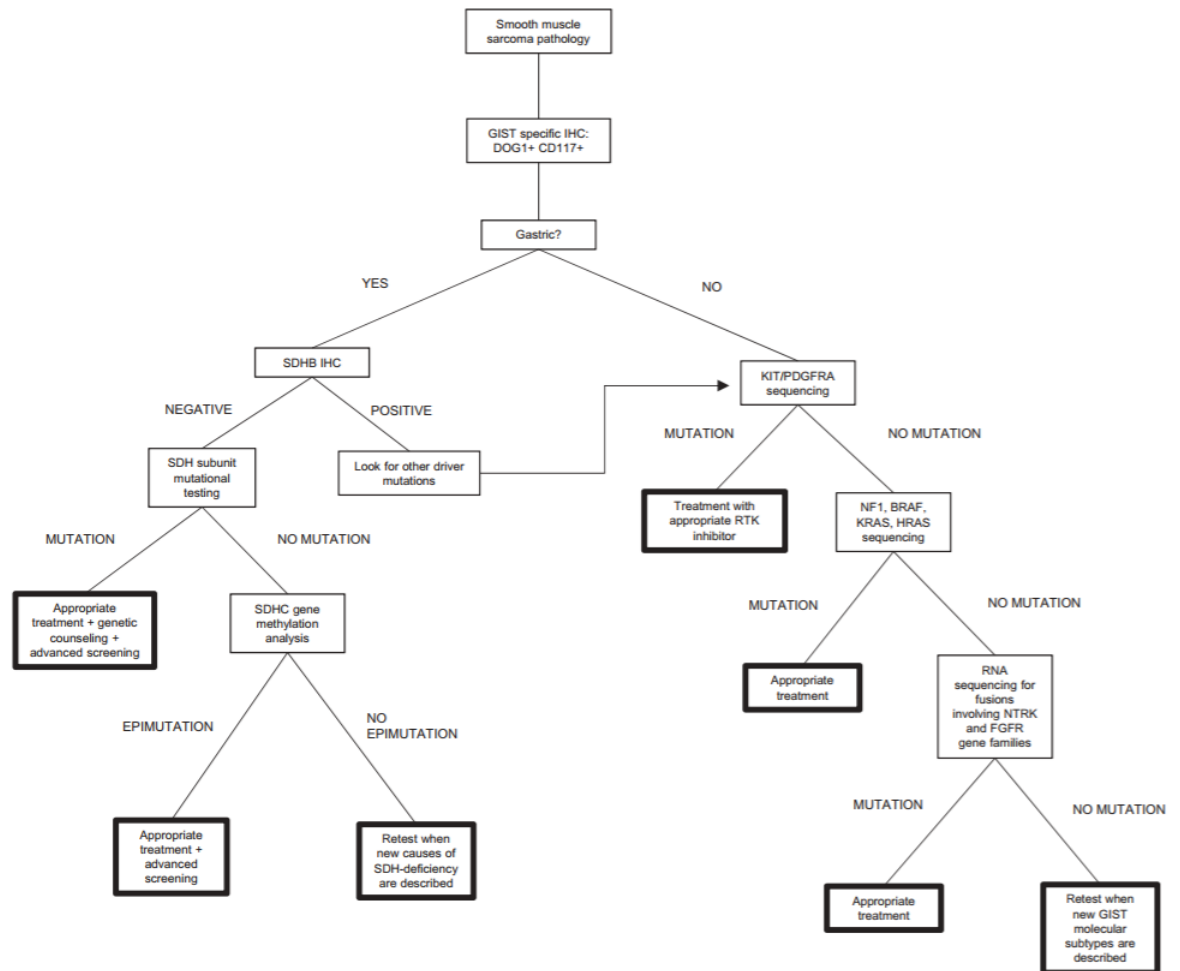 Smooth muscle
sarcoma pathology
GIST specific IHC:
DOG1+ CD117+
Gastric?
YES
NO
SDHB IHC
KIT/PDGFRA
sequencing
NEGATIVE
POSITIVE
MUTATION
NO MUTATION
SDH subunit
mutational
testing
Look for other driver
mutations
Treatment with
appropriate RTK
inhibitor
NF1, BRAF,
KRAS, HRAS
sequencing
MUTATION
NO MUTATION
MUTATION
NO MUTATION
Appropriate
treatment + genetic
counseling +
advanced screening
SDHC gene
methylation
analysis
Appropriate
treatment
RNA
sequencing for
fusions
involving NTRK
and FGFR
gene families
EPIMUTATION
NO
EPIMUTATION
MUTATION
NO MUTATION
Appropriate
treatment +
advanced
screening
Retest when
new causes of
SDH-deficiency
are described
Appropriate
treatment
Retest when
new GIST
molecular
subtypes are
described